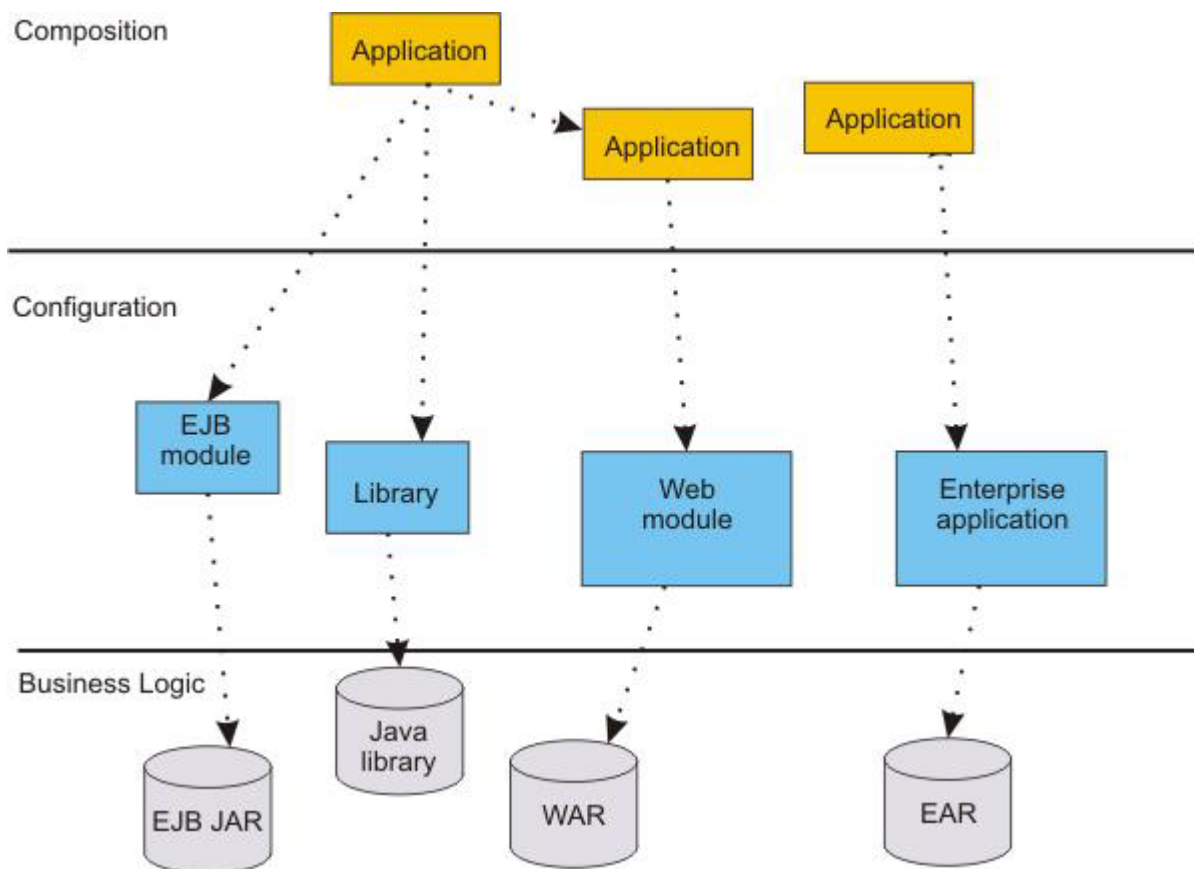 Composition
Application
Application
Application
Configuration
EJB
module
Library
Web
module
Enterprise
application
Business Logic
Java
library
EJB JAR
WAR
EAR